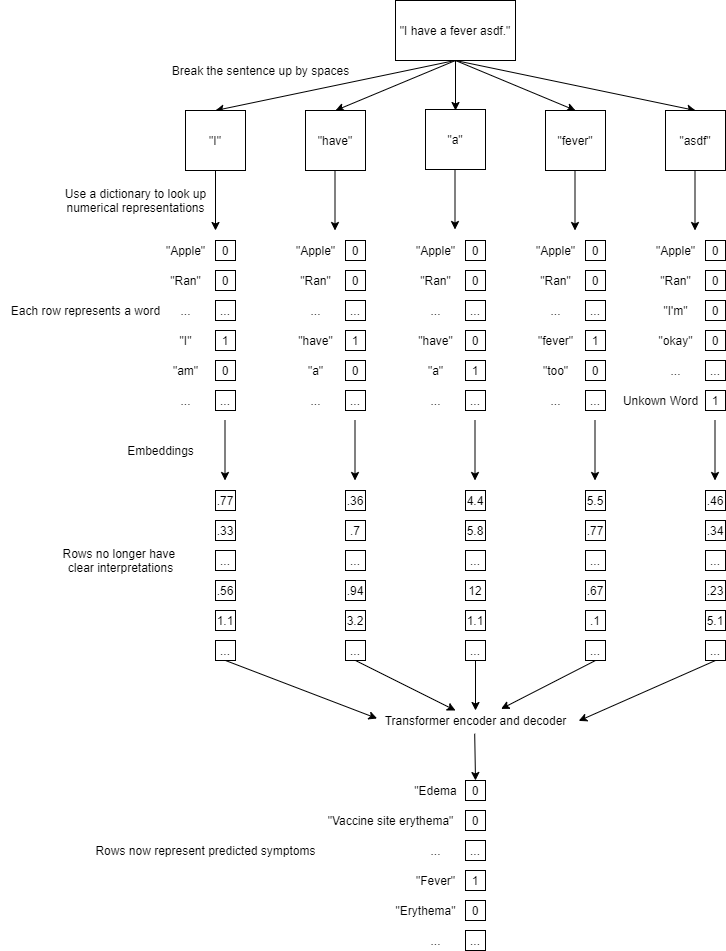 "I have a fever asdf."
Break the sentence up by spaces
"I" "have" "a" "fever" "asdf"
Use a dictionary to look up
numerical representations
"Apple" 0 "Apple" 0 "Apple" 0 "Apple" 0 "Apple" 0
"Ran" 0 "Ran" 0 "Ran" 0 "Ran" 0 "Ran" 0
Each row represents a word ... ... ... ... ... ... ... ... "I'm" 0
"I" 1 "have" 1 "have" 0 "fever" 1 "okay" 0
"am" 0 "a" 0 "a" 1 "too" 0 ... ...
... ... ... ... ... ... ... ... Unkown Word 1
Embeddings
.77 .36 4.4 5.5 .46
.33 .7 5.8 .77 .34
Rows no longer have
clear interpretations
... ... ... ... ...
.56 .94 12 .67 .23
1.1 3.2 1.1 .1 5.1
... ... ... ... ...
Transformer encoder and decoder
"Edema 0
"Vaccine site erythema" 0
Rows now represent predicted symptoms ... ...
"Fever" 1
"Erythema" 0
... ...